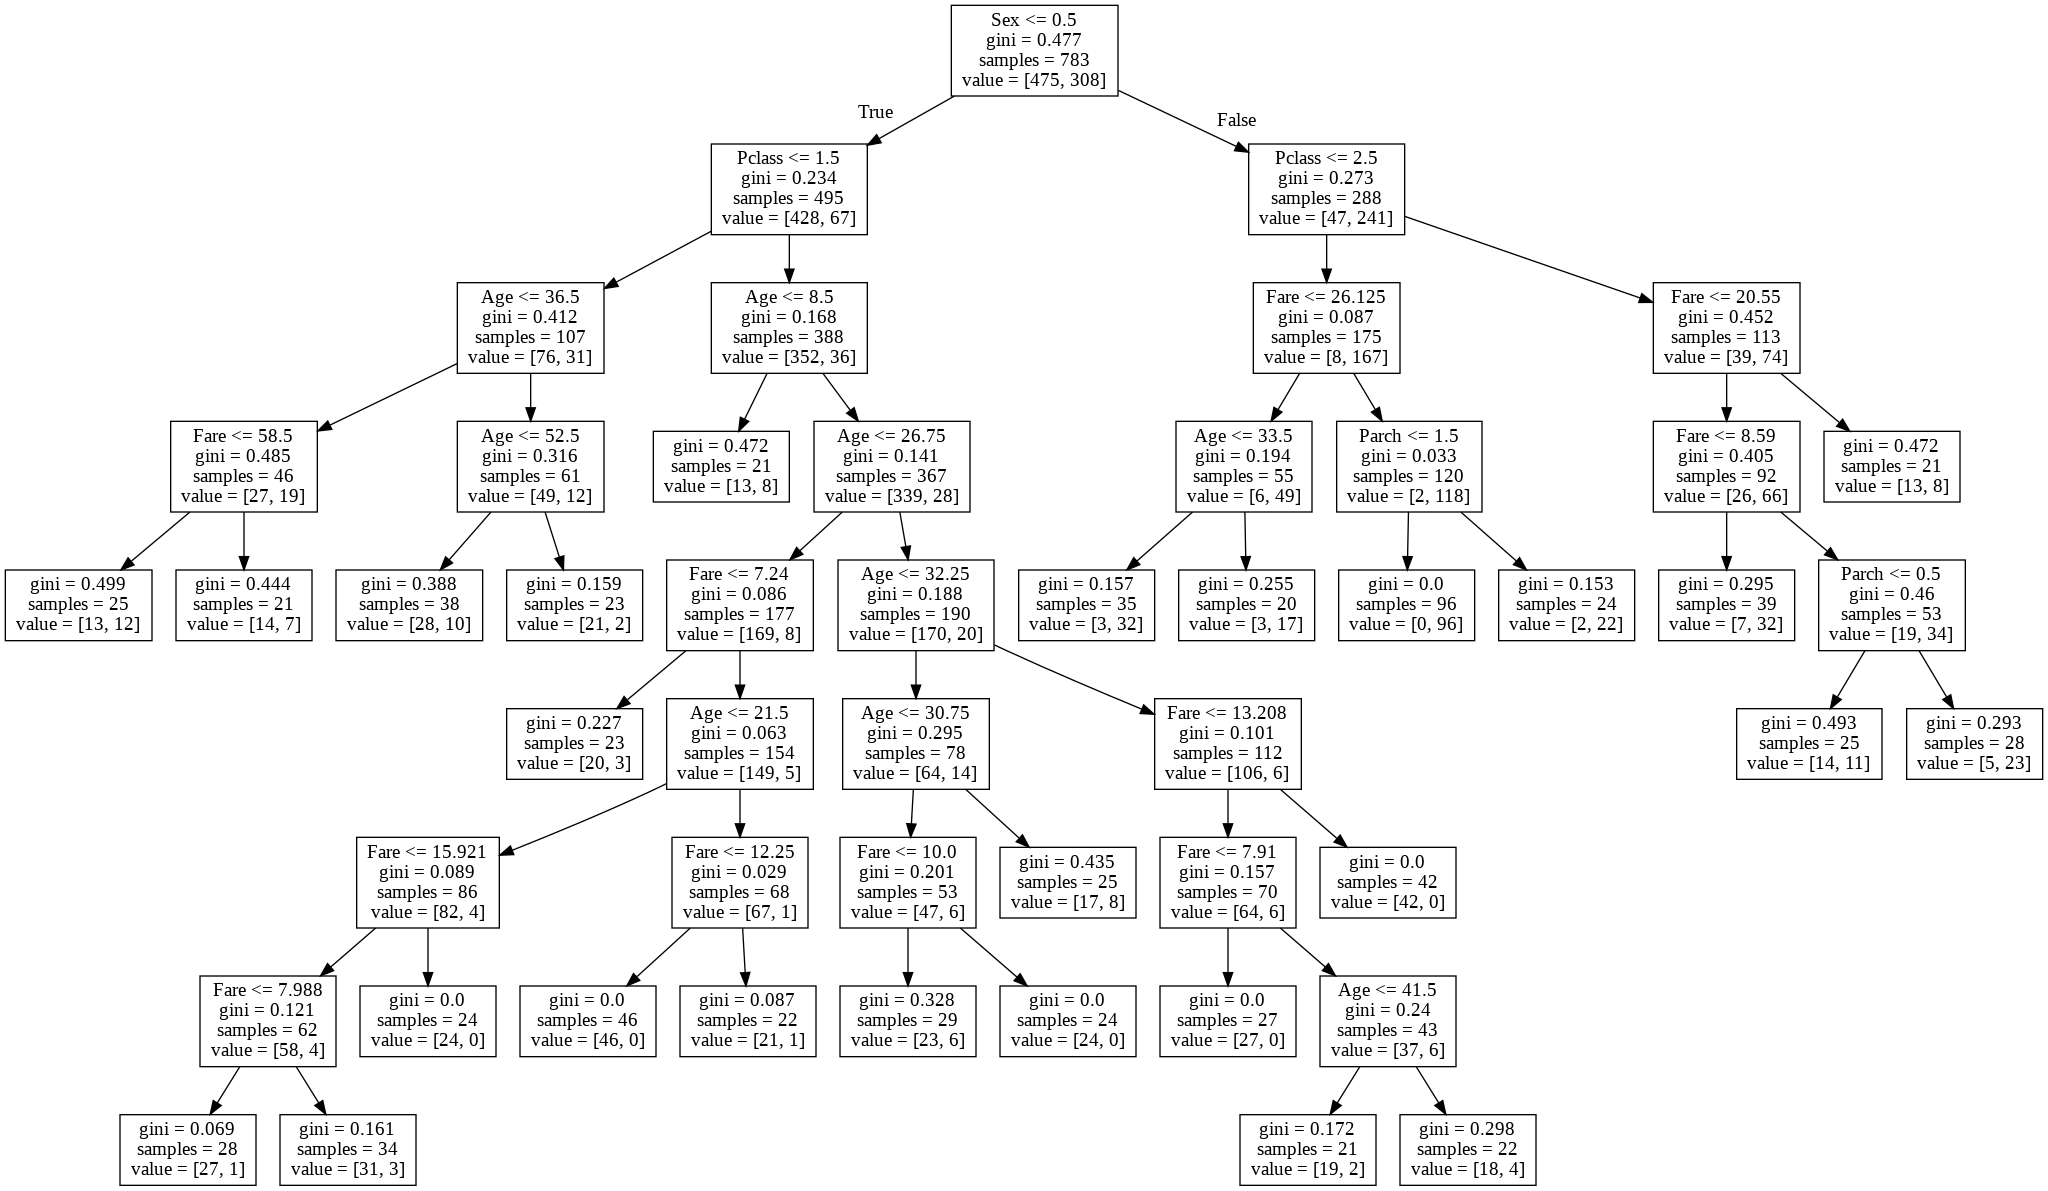 Sex <= 0.5
gini = 0.477
samples = 783
value = [475, 308]
True
False
Pclass <= 1.5
gini = 0.234
samples = 495
value = [428, 67]
Pclass <= 2.5
gini = 0.273
samples = 288
value = [47, 241]
Age <= 36.5
gini = 0.412
samples = 107
value = [76, 31]
Age <= 8.5
gini = 0.168
samples = 388
value = [352, 36]
Fare <= 26.125
gini = 0.087
samples = 175
value = [8, 167]
Fare <= 20.55
gini = 0.452
samples = 113
value = [39, 74]
Fare <= 58.5
gini = 0.485
samples = 46
value = [27, 19]
Age <= 52.5
gini = 0.316
samples = 61
value = [49, 12]
gini = 0.472
samples = 21
value = [13, 8]
Age <= 26.75
gini = 0.141
samples = 367
value = [339, 28]
Age <= 33.5
gini = 0.194
samples = 55
value = [6, 49]
Parch <= 1.5
gini = 0.033
samples = 120
value = [2, 118]
Fare <= 8.59
gini = 0.405
samples = 92
value = [26, 66]
gini = 0.472
samples = 21
value = [13, 8]
gini = 0.499
samples = 25
value = [13, 12]
gini = 0.444
samples = 21
value = [14, 7]
gini = 0.388
samples = 38
value = [28, 10]
gini = 0.159
samples = 23
value = [21, 2]
Fare <= 7.24
gini = 0.086
samples = 177
value = [169, 8]
Age <= 32.25
gini = 0.188
samples = 190
value = [170, 20]
gini = 0.157
samples = 35
value = [3, 32]
gini = 0.255
samples = 20
value = [3, 17]
gini = 0.0
samples = 96
value = [0, 96]
gini = 0.153
samples = 24
value = [2, 22]
gini = 0.295
samples = 39
value = [7, 32]
Parch <= 0.5
gini = 0.46
samples = 53
value = [19, 34]
gini = 0.227
samples = 23
value = [20, 3]
Age <= 21.5
gini = 0.063
samples = 154
value = [149, 5]
Age <= 30.75
gini = 0.295
samples = 78
value = [64, 14]
Fare <= 13.208
gini = 0.101
samples = 112
value = [106, 6]
gini = 0.493
samples = 25
value = [14, 11]
gini = 0.293
samples = 28
value = [5, 23]
Fare <= 15.921
gini = 0.089
samples = 86
value = [82, 4]
Fare <= 12.25
gini = 0.029
samples = 68
value = [67, 1]
Fare <= 10.0
gini = 0.201
samples = 53
value = [47, 6]
gini = 0.435
samples = 25
value = [17, 8]
Fare <= 7.91
gini = 0.157
samples = 70
value = [64, 6]
gini = 0.0
samples = 42
value = [42, 0]
Fare <= 7.988
gini = 0.121
samples = 62
value = [58, 4]
gini = 0.0
samples = 24
value = [24, 0]
gini = 0.0
samples = 46
value = [46, 0]
gini = 0.087
samples = 22
value = [21, 1]
gini = 0.328
samples = 29
value = [23, 6]
gini = 0.0
samples = 24
value = [24, 0]
gini = 0.0
samples = 27
value = [27, 0]
Age <= 41.5
gini = 0.24
samples = 43
value = [37, 6]
gini = 0.069
samples = 28
value = [27, 1]
gini = 0.161
samples = 34
value = [31, 3]
gini = 0.172
samples = 21
value = [19, 2]
gini = 0.298
samples = 22
value = [18, 4]